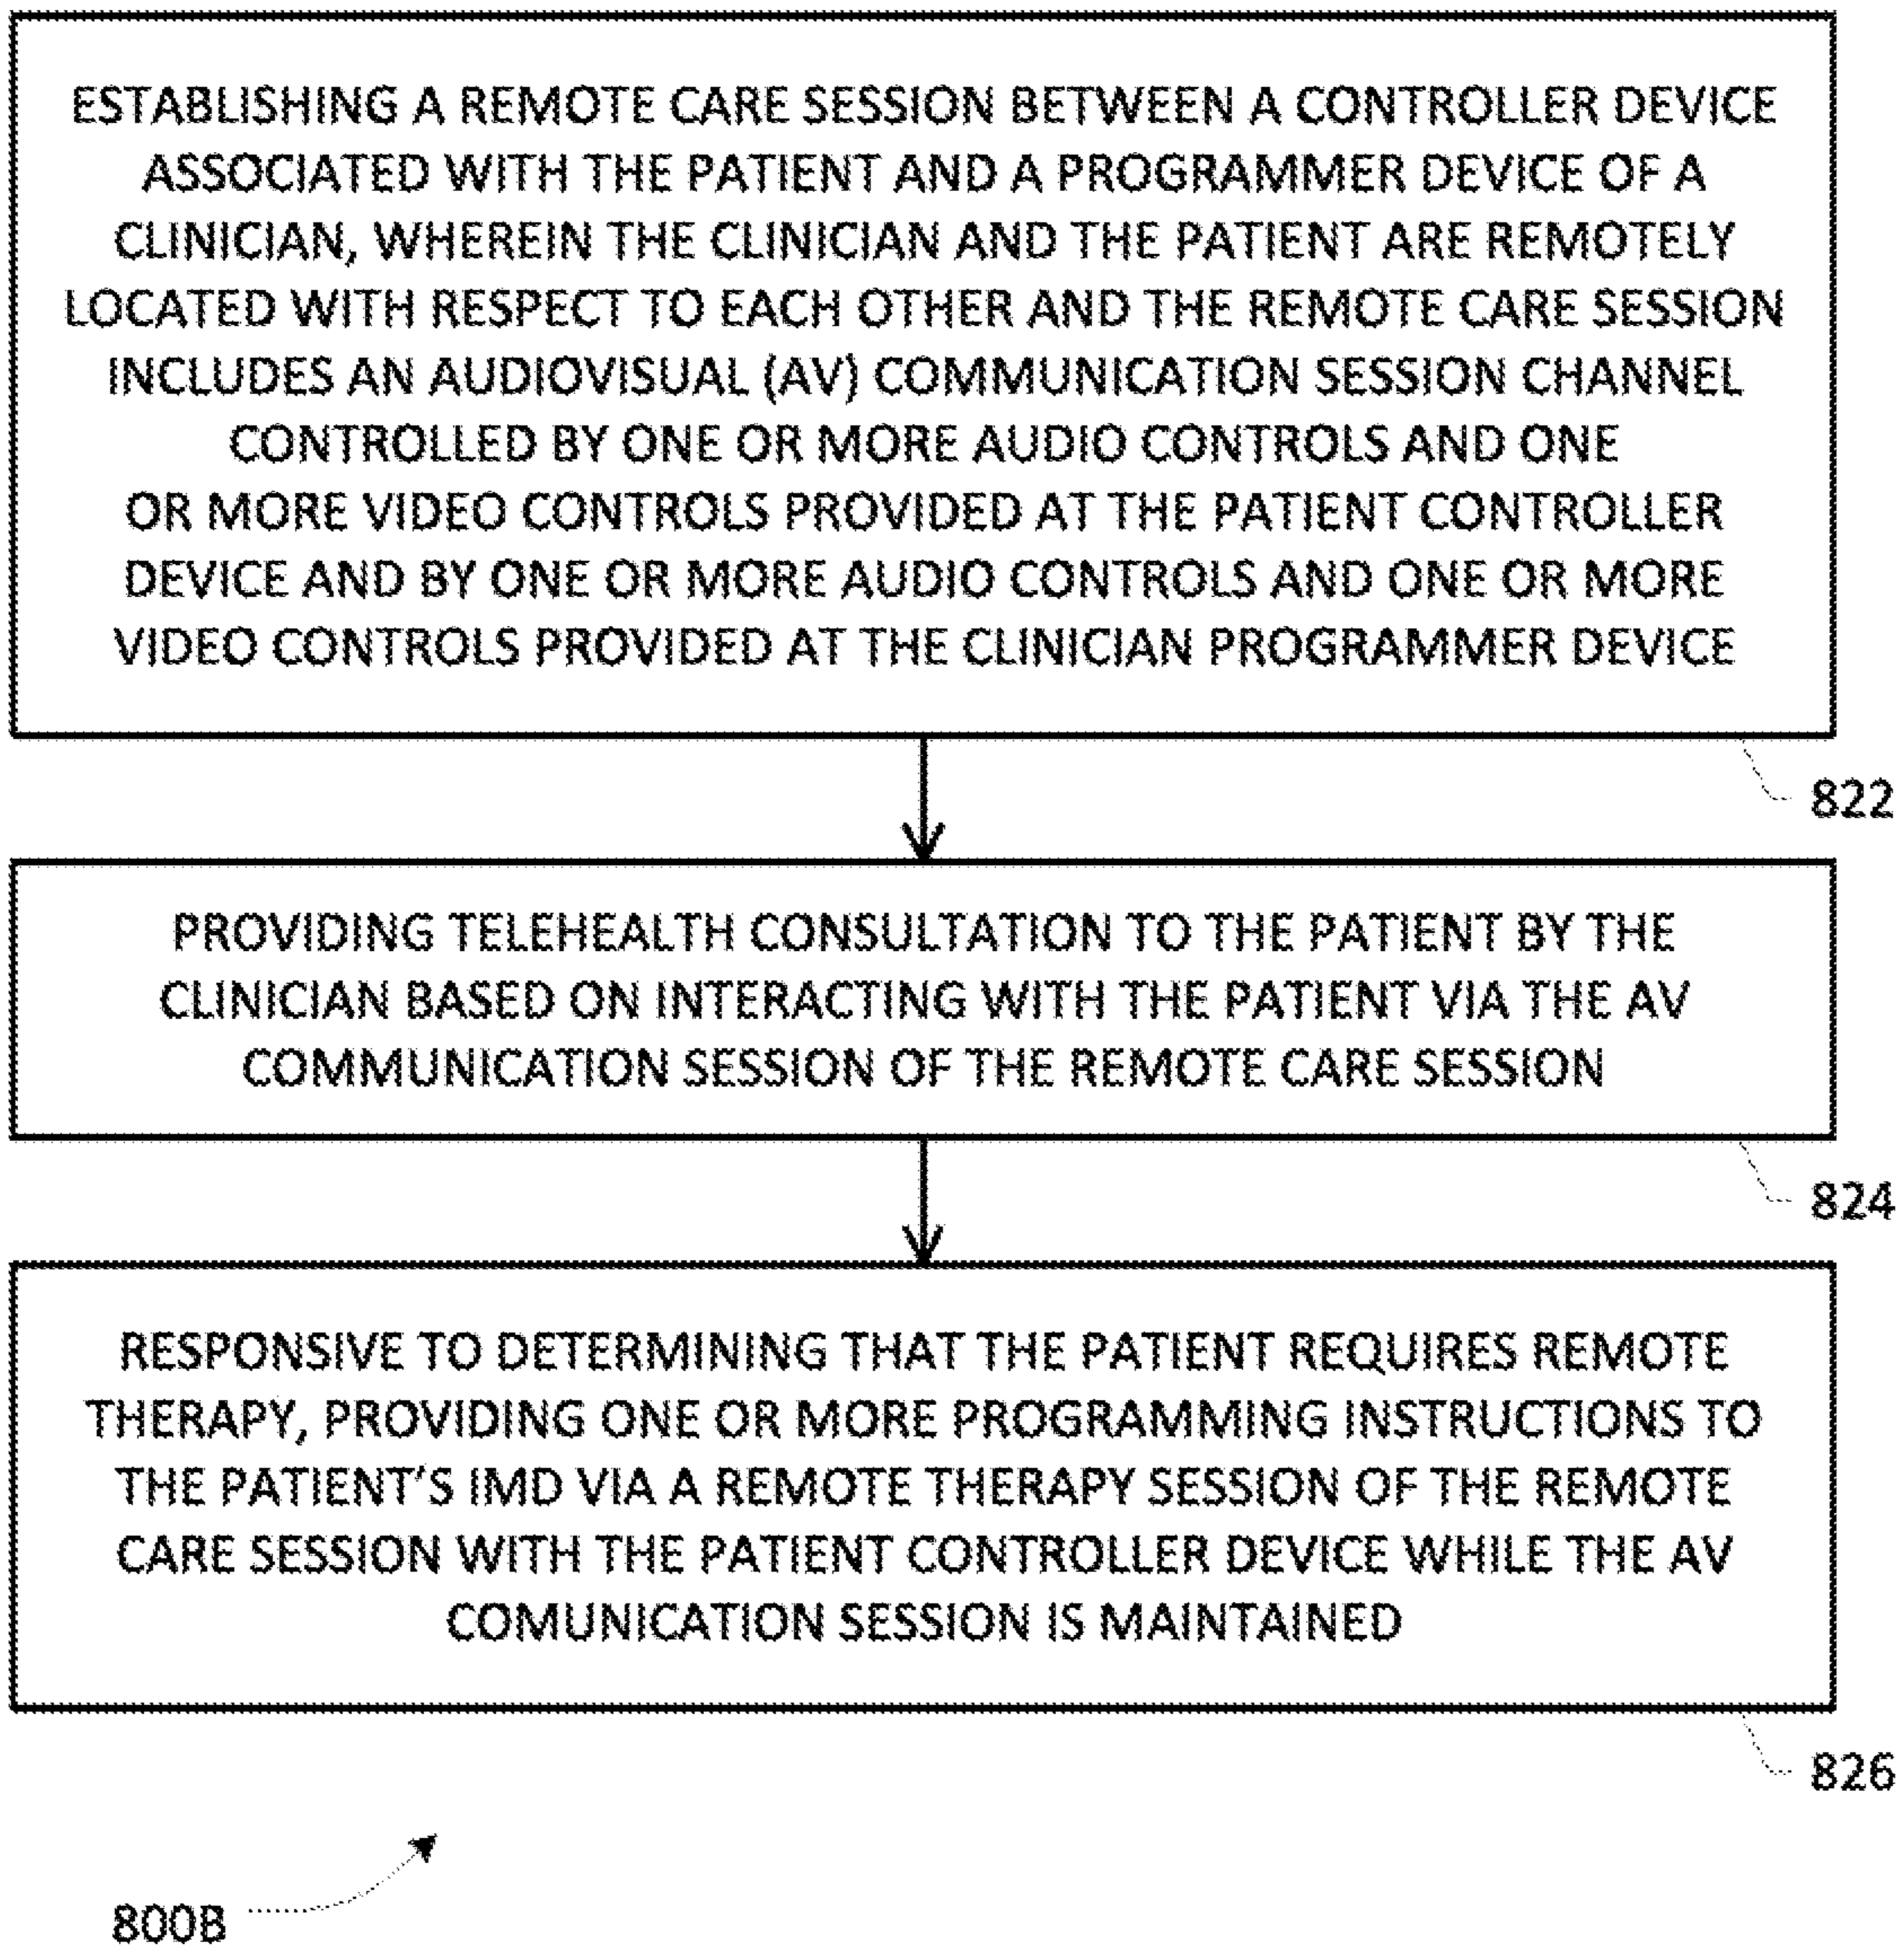 ESTABLISHING A REMOTE CARE SESSION BETWEEN A CONTROLLER DEVICE
ASSOCIATED WITH THE PATIENT AND A PROGRAMMER DEVICE OF A
CLINICIAN, WHEREIN THE CLINICIAN AND THE PATIENT ARE REMOTELY
LOCATED WITH RESPECT TO EACH OTHER AND THE REMOTE CARE SESSION
INCLUDES AN AUDIOVISUAL (AV) COMMUNICATION SESSION CHANNEL
CONTROLLED BY ONE OR MORE AUDIO CONTROLS AND ONE
OR MORE VIDEO CONTROLS PROVIDED AT THE PATIENT CONTROLLER
DEVICE AND BY ONE OR MORE AUDIO CONTROLS AND ONE OR MORE
VIDEO CONTROLS PROVIDED AT THE CLINICIAN PROGRAMMER DEVICE
822
PROVIDING TELEHEALTH CONSULTATION TO THE PATIENT BY THE
CLINICIAN BASED ON INTERACTING WITH THE PATIENT VIA THE AV
COMMUNICATION SESSION OF THE REMOTE CARE SESSION
824
RESPONSIVE TO DETERMINING THAT THE PATIENT REQUIRES REMOTE
THERAPY, PROVIDING ONE OR MORE PROGRAMMING INSTRUCTIONS TO
THE PATIENT'S IMD VIA A REMOTE THERAPY SESSION OF THE REMOTE
CARE SESSION WITH THE PATIENT CONTROLLER DEVICE WHILE THE AV
COMUNICATION SESSION IS MAINTAINED
826
800B